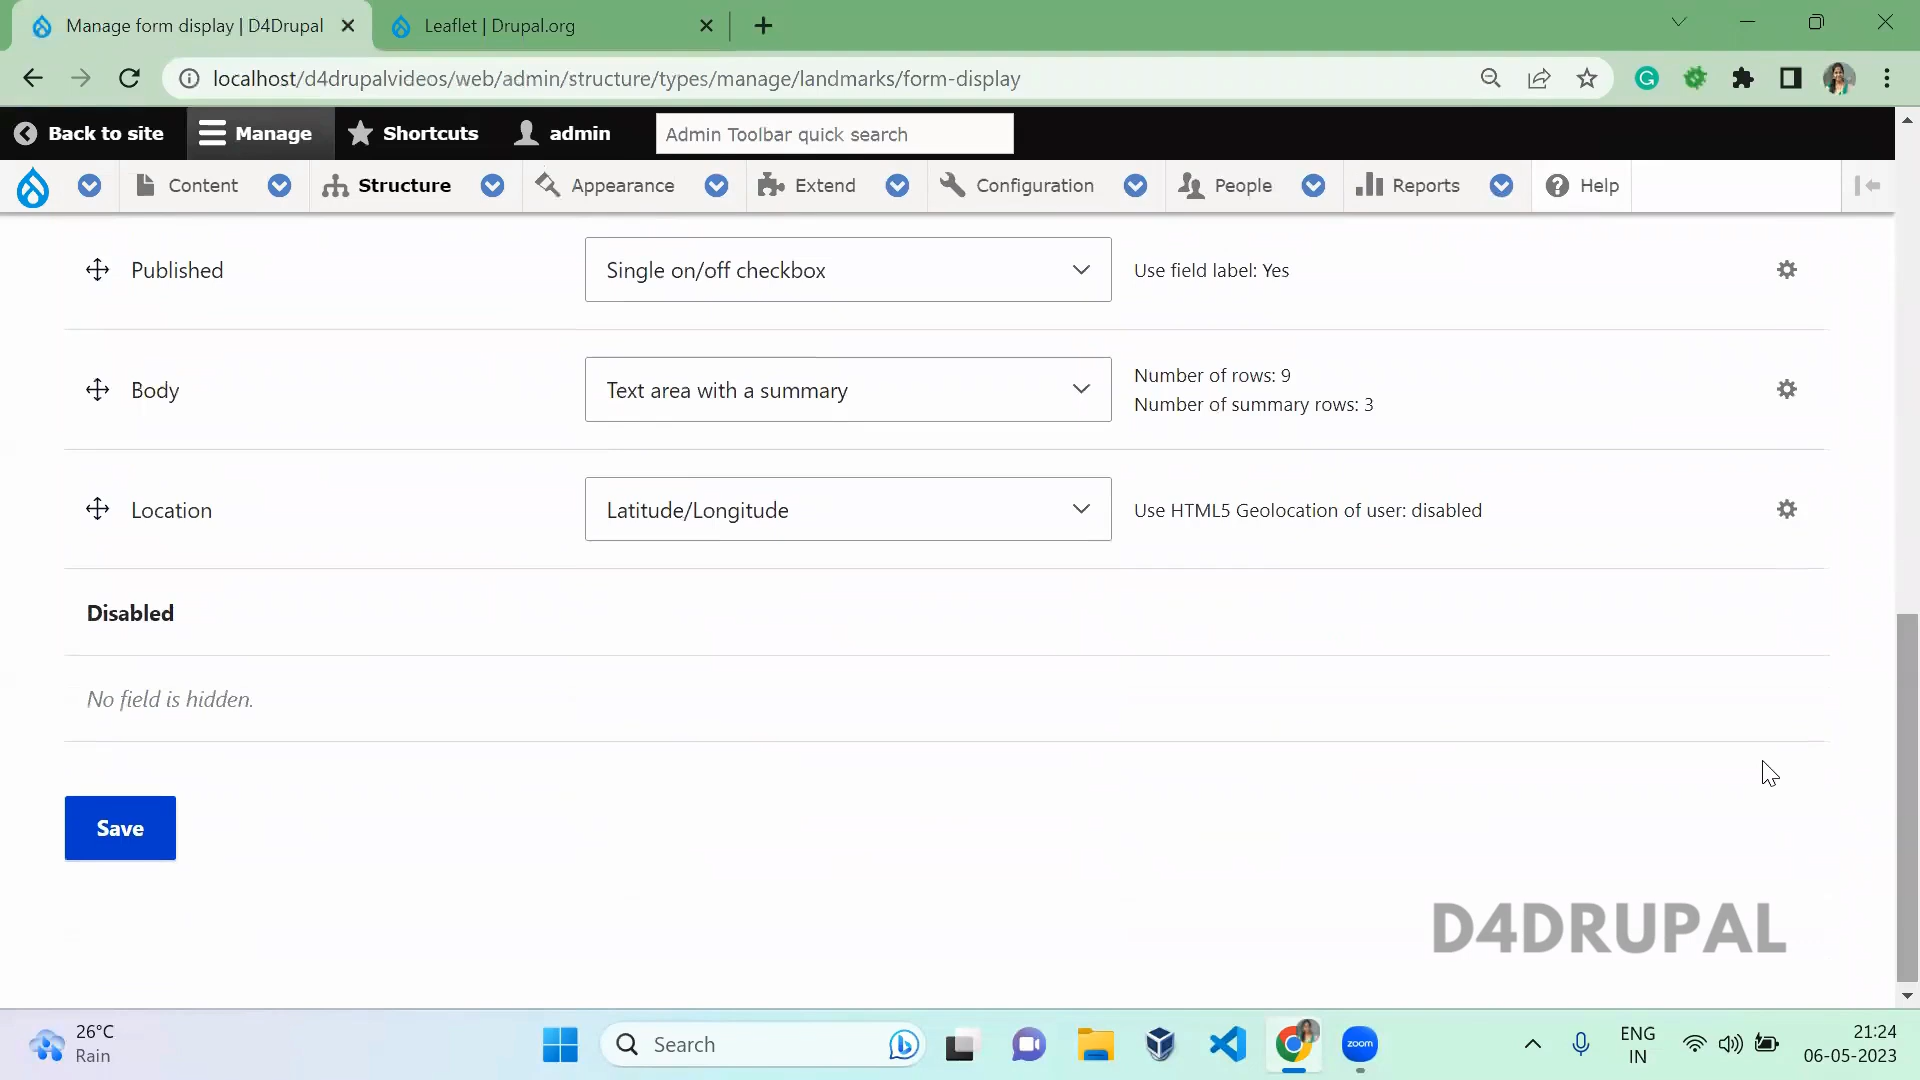 Manage form display | D4Drupal
Leaflet | Drupal.org
localhost/d4drupalvideos/web/admin/structure/types/manage/landmarks/form-display
Back to site
Manage
Shortcuts
admin
Admin Toolbar quick search
Content
Structure
Appearance
Extend
Configuration
People
Reports
Help
Published
Single on/off checkbox
Use field label: Yes
Body
Text area with a summary
Number of rows: 9
Number of summary rows: 3
Location
Latitude/Longitude
Use HTML5 Geolocation of user: disabled
Disabled
No field is hidden.
Save
D4DRUPAL
26°C
Rain
Search
zoom
ENG
IN
21:24
06-05-2023